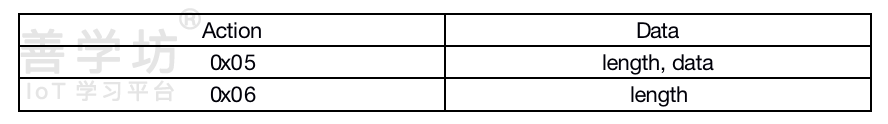 Action Data
善学坊®
0x05 length, data
IoT 学习平台
0x06 length